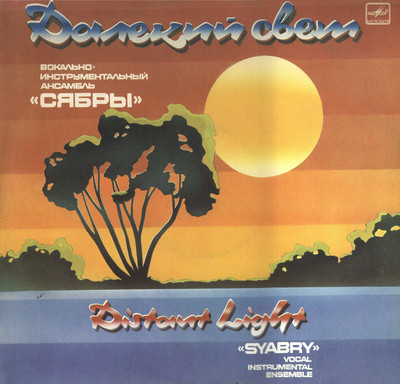 Далекий свет
ВОКАЛЬНО-
ИНСТРУМЕНТАЛЬНЫЙ
АНСАМБЛЬ
«СЯБРЫ»
Distant Light
«SYABRY»
VOCAL
INSTRUMENTAL
ENSEMBLE